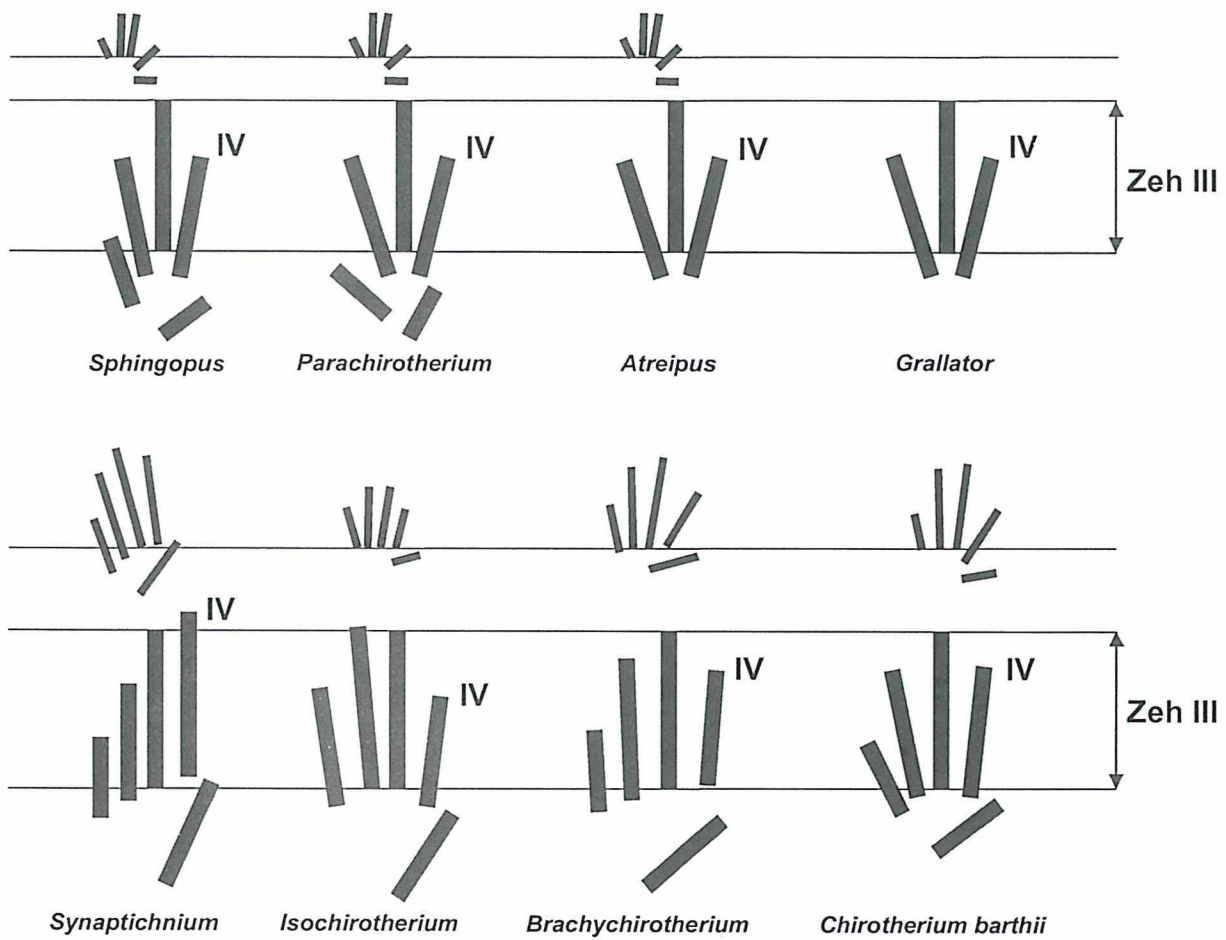 IV IV IV IV
Zeh III
Sphingopus Parachirotherium Atreipus Grallator
IV
IV IV IV
Zeh III
Synaptichnium Isochirotherium Brachychirotherium Chirotherium barthii